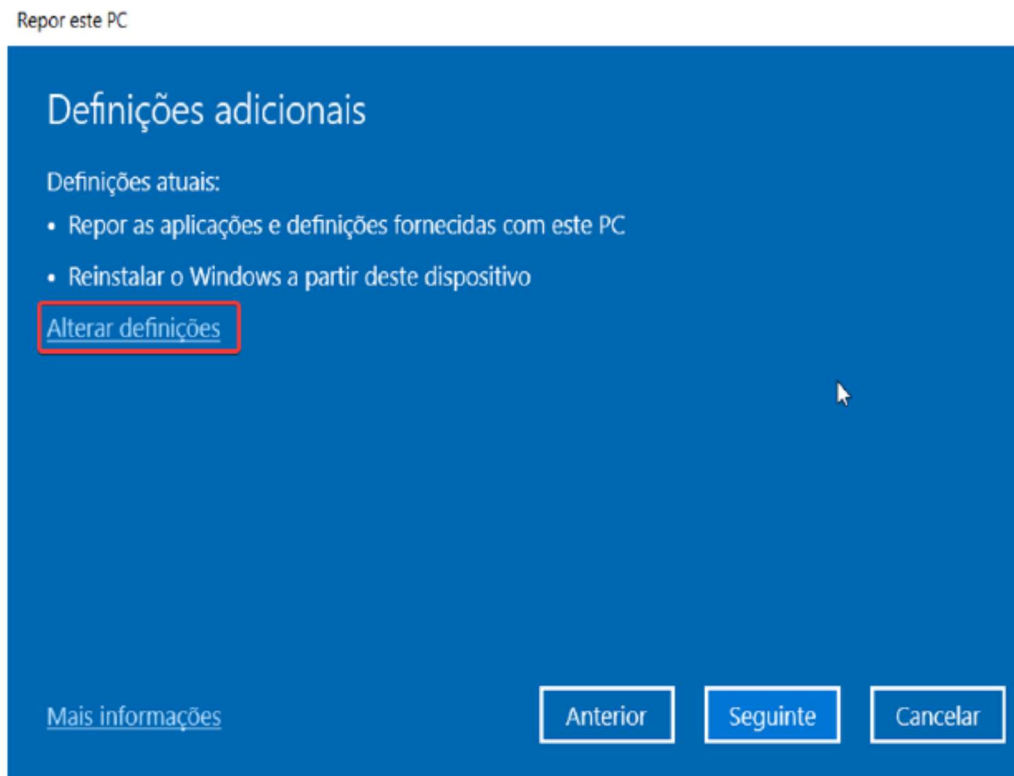 Repor este PC
Definições adicionais
Definições atuais:
• Repor as aplicações e definições fornecidas com este PC
• Reinstalar o Windows a partir deste dispositivo
Alterar definições
Mais informações
Anterior
Seguinte
Cancelar